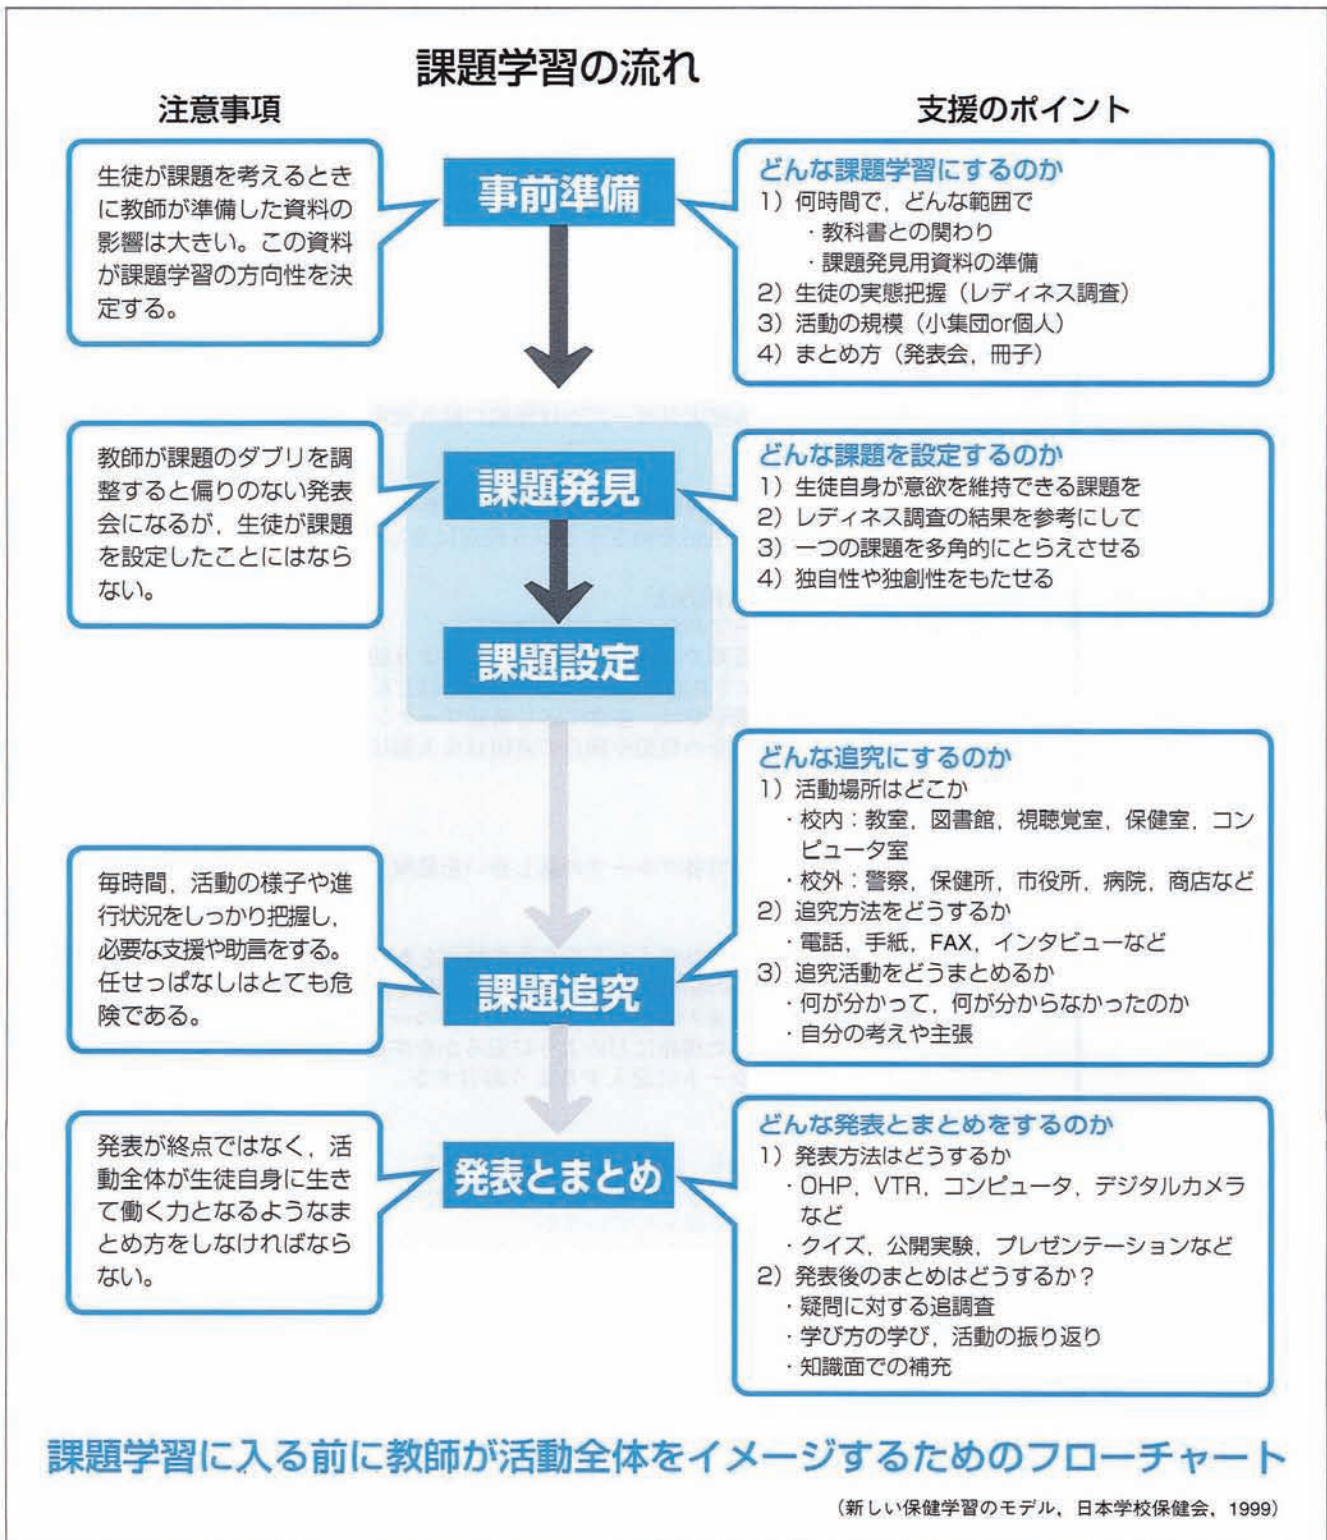 課題学習の流れ
注意事項
支援のポイント
生徒が課題を考えるとき
に教師が準備した資料の
影響は大きい。この資料
が課題学習の方向性を決
定する。
事前準備
どんな課題学習にするのか
1）何時間で，どんな範囲で
・教科書との関わり
・課題発見用資料の準備
2）生徒の実態把握（レディネス調査）
3）活動の規模（小集団or個人）
4）まとめ方（発表会，冊子）
教師が課題のダブリを調
整すると偏りのない発表
会になるが，生徒が課題
を設定したことにはなら
ない。
課題発見
どんな課題を設定するのか
1）生徒自身が意欲を維持できる課題を
2）レディネス調査の結果を参考にして
3）一つの課題を多角的にとらえさせる
4）独自性や独創性をもたせる
課題設定
毎時間，活動の様子や進
行状況をしっかり把握し，
必要な支援や助言をする。
任せっぱなしはとても危
険である。
課題追究
どんな追究にするのか
1）活動場所はどこか
・校内：教室，図書館，視聴覚室，保健室，コン
ピュータ室
・校外：警察，保健所，市役所，病院，商店など
2）追究方法をどうするか
・電話，手紙，FAX，インタビューなど
3）追究活動をどうまとめるか
・何が分かって，何が分からなかったのか
・自分の考えや主張
発表が終点ではなく，活
動全体が生徒自身に生き
て働く力となるようなま
とめ方をしなければなら
ない。
発表とまとめ
どんな発表とまとめをするのか
1）発表方法はどうするか
・OHP，VTR，コンピュータ，デジタルカメラ
など
・クイズ，公開実験，プレゼンテーションなど
2）発表後のまとめはどうするか？
・疑問に対する追調査
・学び方の学び，活動の振り返り
・知識面での補充
課題学習に入る前に教師が活動全体をイメージするためのフローチャート
（新しい保健学習のモデル，日本学校保健会，1999）